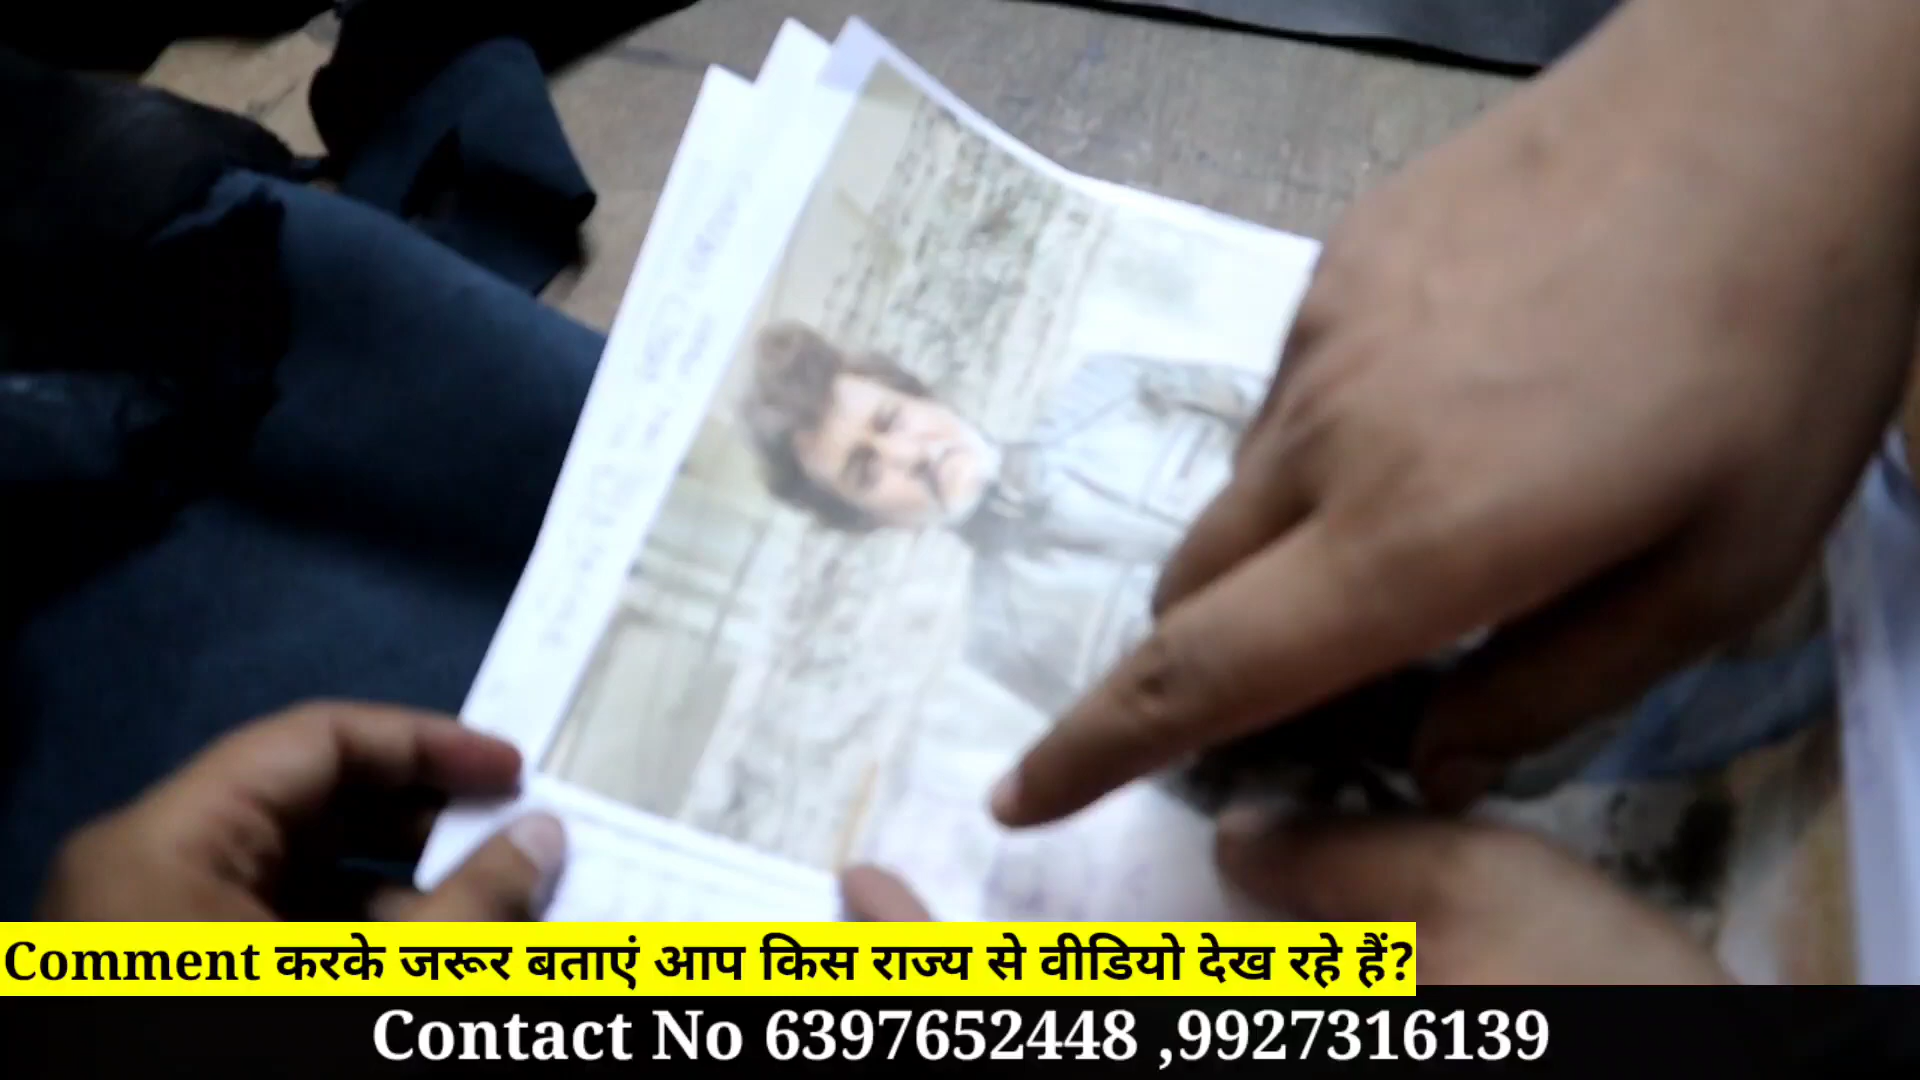 Comment करके जरूर बताएं आप किस राज्य से वीडियो देख रहे हैं?
Contact No 6397652448 ,9927316139